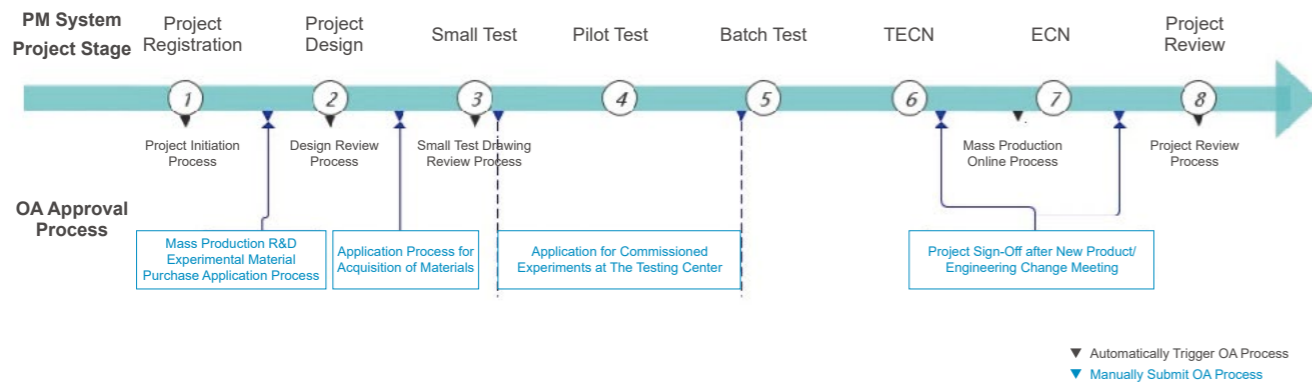 PM System
Project Stage
Project
Registration
Project
Design
Small Test
Pilot Test
Batch Test
TECN
ECN
Project
Review
1
2
3
4
5
6
7
8
Project Initiation
Process
Design Review
Process
Small Test Drawing
Review Process
Mass Production
Online Process
Project Review
Process
OA Approval
Process
Mass Production R&D
Experimental Material
Purchase Application Process
Application Process for
Acquisition of Materials
Application for Commissioned
Experiments at The Testing Center
Project Sign-Off after New Product/
Engineering Change Meeting
Automatically Trigger OA Process
Manually Submit OA Process